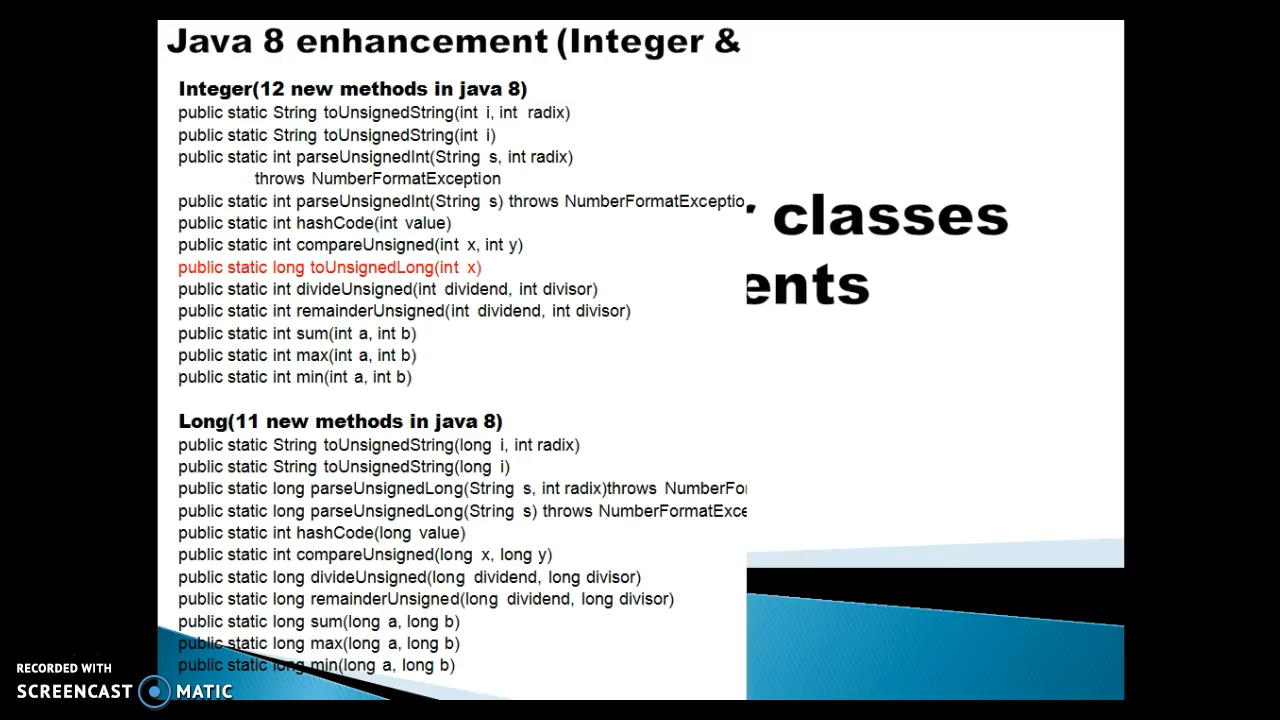 Java 8 enhancement (Integer &
Integer(12 new methods in java 8)
public static String toUnsignedString(int i, int radix)
public static String toUnsignedString(int i)
public static int parseUnsignedInt(String s, int radix)
throws NumberFormatException
public static int parseUnsignedInt(String s) throws NumberFormatExceptio
public static int hashCode(int value)
public static int compareUnsigned(int x, int y)
public static long toUnsignedLong(int x)
public static int divideUnsigned(int dividend, int divisor)
public static int remainderUnsigned(int dividend, int divisor)
public static int sum(int a, int b)
public static int max(int a, int b)
public static int min(int a, int b)
Long(11 new methods in java 8)
public static String toUnsignedString(long i, int radix)
public static String toUnsignedString(long i)
public static long parseUnsignedLong(String s, int radix)throws NumberFor
public static long parseUnsignedLong(String s) throws NumberFormatExce
public static int hashCode(long value)
public static int compareUnsigned(long x, long y)
public static long divideUnsigned(long dividend, long divisor)
public static long remainderUnsigned(long dividend, long divisor)
public static long sum(long a, long b)
public static long max(long a, long b)
public static long min(long a, long b)
r classes
ents
RECORDED WITH
SCREENCAST MATIC